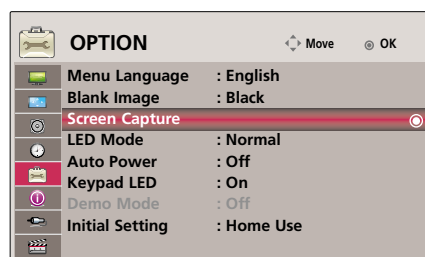 OPTION Move OK
Menu Language : English
Blank Image : Black
Screen Capture
LED Mode : Normal
Auto Power : Off
Keypad LED : On
Demo Mode : Off
Initial Setting : Home Use